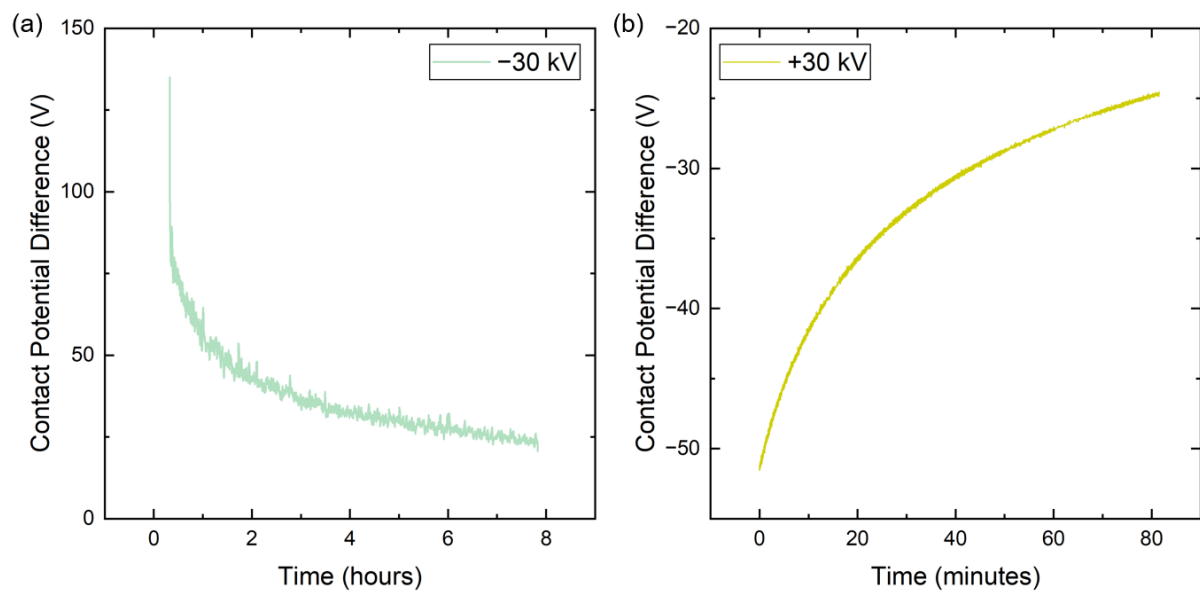 (a)
−30 kV
Contact Potential Difference (V)
150
100
50
0
0 2 4 6 8
Time (hours)
(b)
+30 kV
Contact Potential Difference (V)
−20
−30
−40
−50
0 20 40 60 80
Time (minutes)